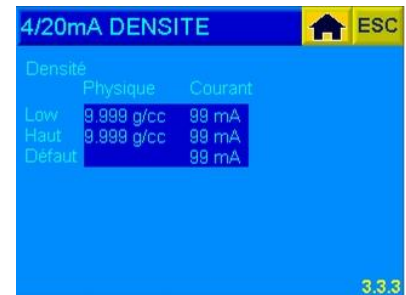 4/20mA DENSITE ESC
Densité
Physique Courant
Low 9.999 g/cc 99 mA
Haut 9.999 g/cc 99 mA
Défaut 99 mA
3.3.3